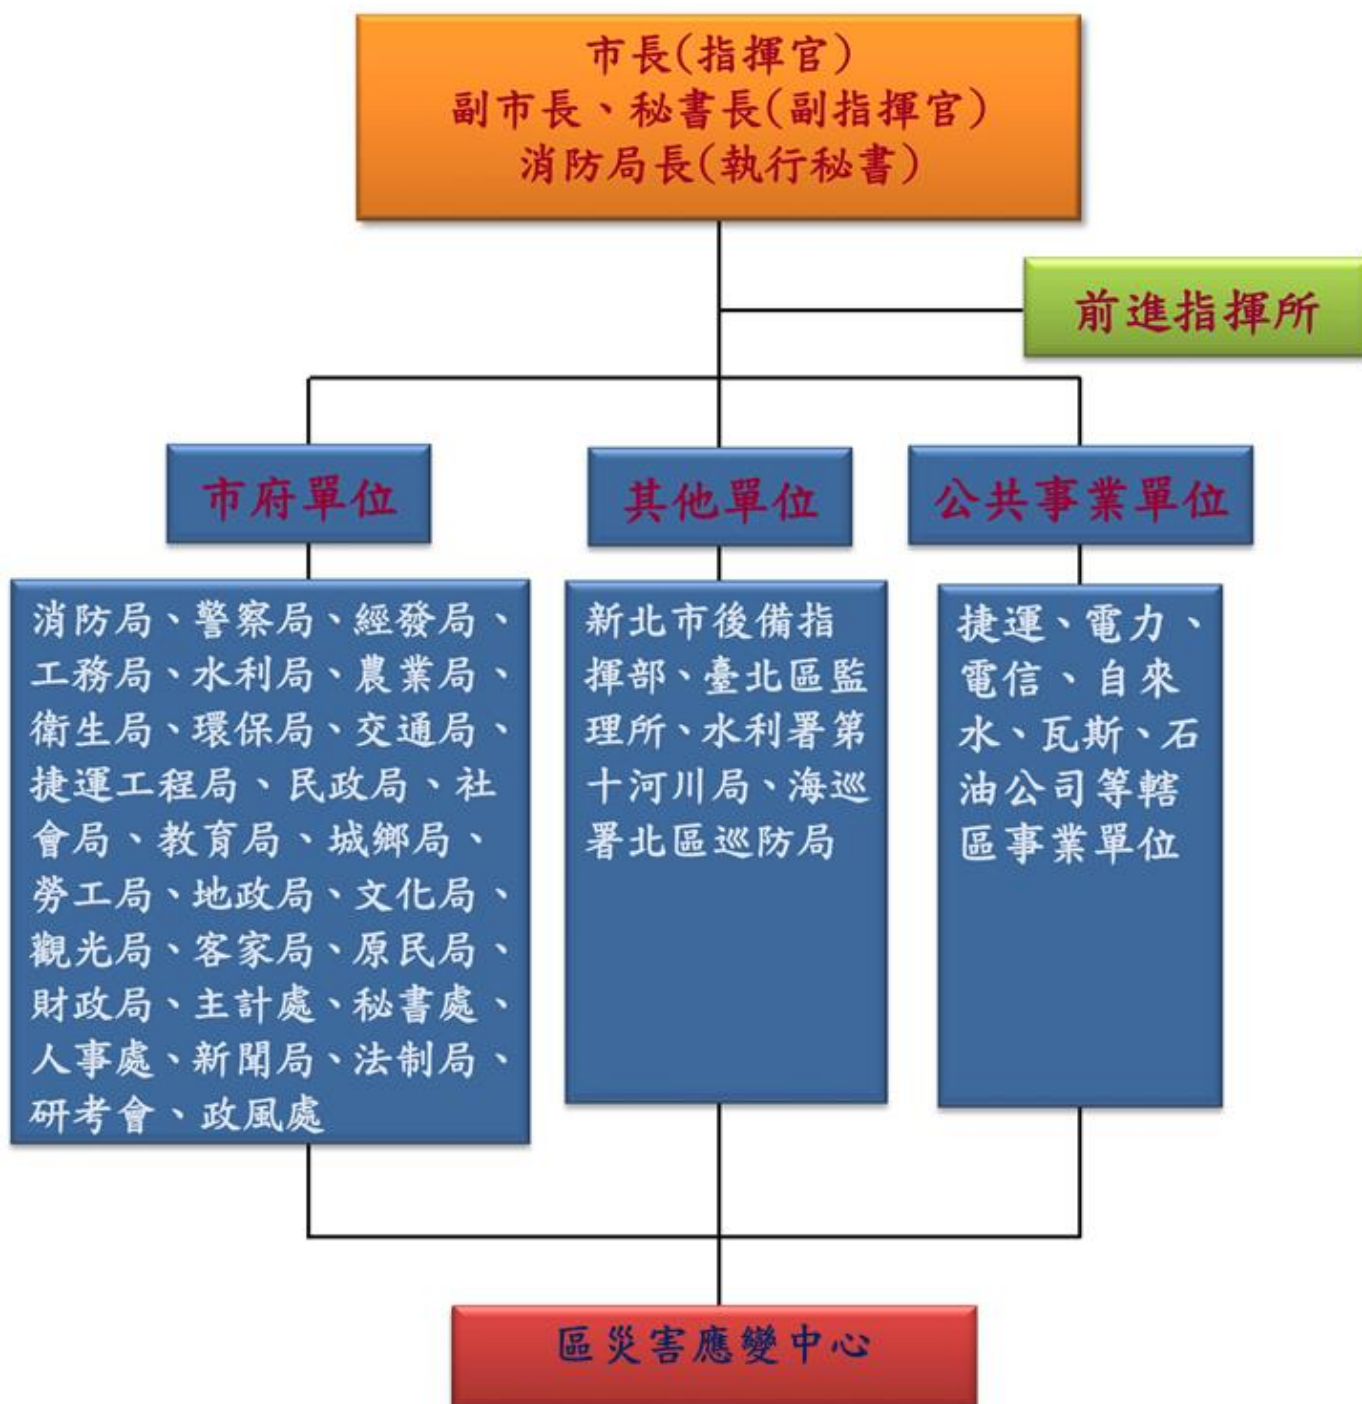 市長(指揮官)
副市長、秘書長(副指揮官)
消防局長(執行秘書)
前進指揮所
市府單位
消防局、警察局、經發局、
工務局、水利局、農業局、
衛生局、環保局、交通局、
捷運工程局、民政局、社
會局、教育局、城鄉局、
勞工局、地政局、文化局、
觀光局、客家局、原民局、
財政局、主計處、秘書處、
人事處、新聞局、法制局、
研考會、政風處
其他單位
新北市後備指
揮部、臺北區監
理所、水利署第
十河川局、海巡
署北區巡防局
公共事業單位
捷運、電力、
電信、自來
水、瓦斯、石
油公司等轄
區事業單位
區災害應變中心